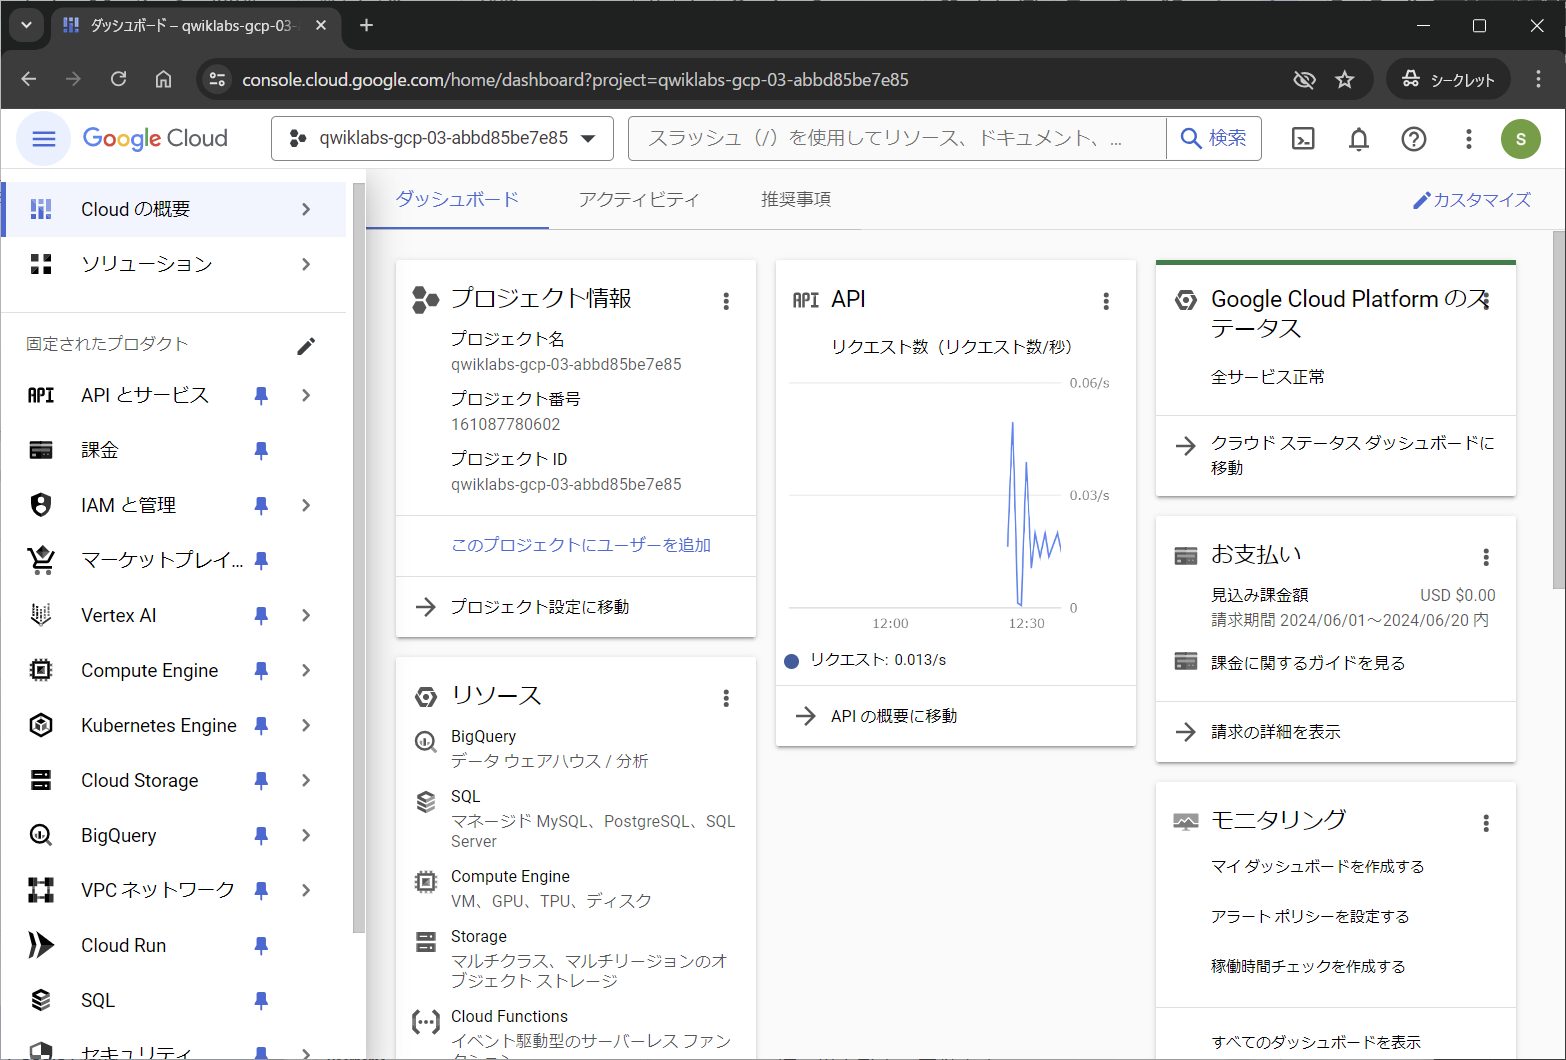 ダッシュボード – qwiklabs-gcp-03-
console.cloud.google.com/home/dashboard?project=qwiklabs-gcp-03-abbd85be7e85
シークレット
Google Cloud
qwiklabs-gcp-03-abbd85be7e85
スラッシュ（/）を使用してリソース、ドキュメント、...
検索
S
Cloud の概要
ソリューション
固定されたプロダクト
API
API とサービス
課金
IAM と管理
マーケットプレイ...
Vertex AI
Compute Engine
Kubernetes Engine
Cloud Storage
BigQuery
VPC ネットワーク
Cloud Run
SQL
セキュリティ
ダッシュボード
アクティビティ
推奨事項
カスタマイズ
プロジェクト情報
プロジェクト名
qwiklabs-gcp-03-abbd85be7e85
プロジェクト番号
161087780602
プロジェクト ID
qwiklabs-gcp-03-abbd85be7e85
このプロジェクトにユーザーを追加
プロジェクト設定に移動
リソース
BigQuery
データ ウェアハウス / 分析
SQL
マネージド MySQL、PostgreSQL、SQL
Server
Compute Engine
VM、GPU、TPU、ディスク
Storage
マルチクラス、マルチリージョンのオ
ブジェクト ストレージ
Cloud Functions
イベント駆動型のサーバーレス ファン
クション
API
API
リクエスト数（リクエスト数/秒）
0.06/s
0.03/s
0
12:00
12:30
リクエスト: 0.013/s
API の概要に移動
Google Cloud Platform のス
テータス
全サービス正常
クラウド ステータス ダッシュボードに
移動
お支払い
見込み課金額
USD $0.00
請求期間 2024/06/01～2024/06/20 内
課金に関するガイドを見る
請求の詳細を表示
モニタリング
マイ ダッシュボードを作成する
アラート ポリシーを設定する
稼働時間チェックを作成する
すべてのダッシュボードを表示